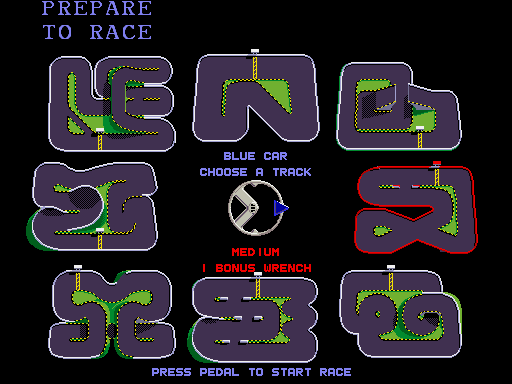 PREPARE
TO RACE
BLUE CAR
CHOOSE A TRACK
MEDIUM
1 BONUS WRENCH
PRESS PEDAL TO START RACE